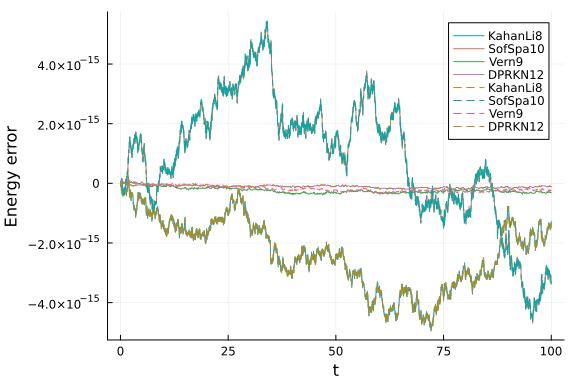 Energy error
4.0×10⁻¹⁵
2.0×10⁻¹⁵
0
−2.0×10⁻¹⁵
−4.0×10⁻¹⁵
KahanLi8
SofSpa10
Vern9
DPRKN12
KahanLi8
SofSpa10
Vern9
DPRKN12
0 25 50 75 100
t